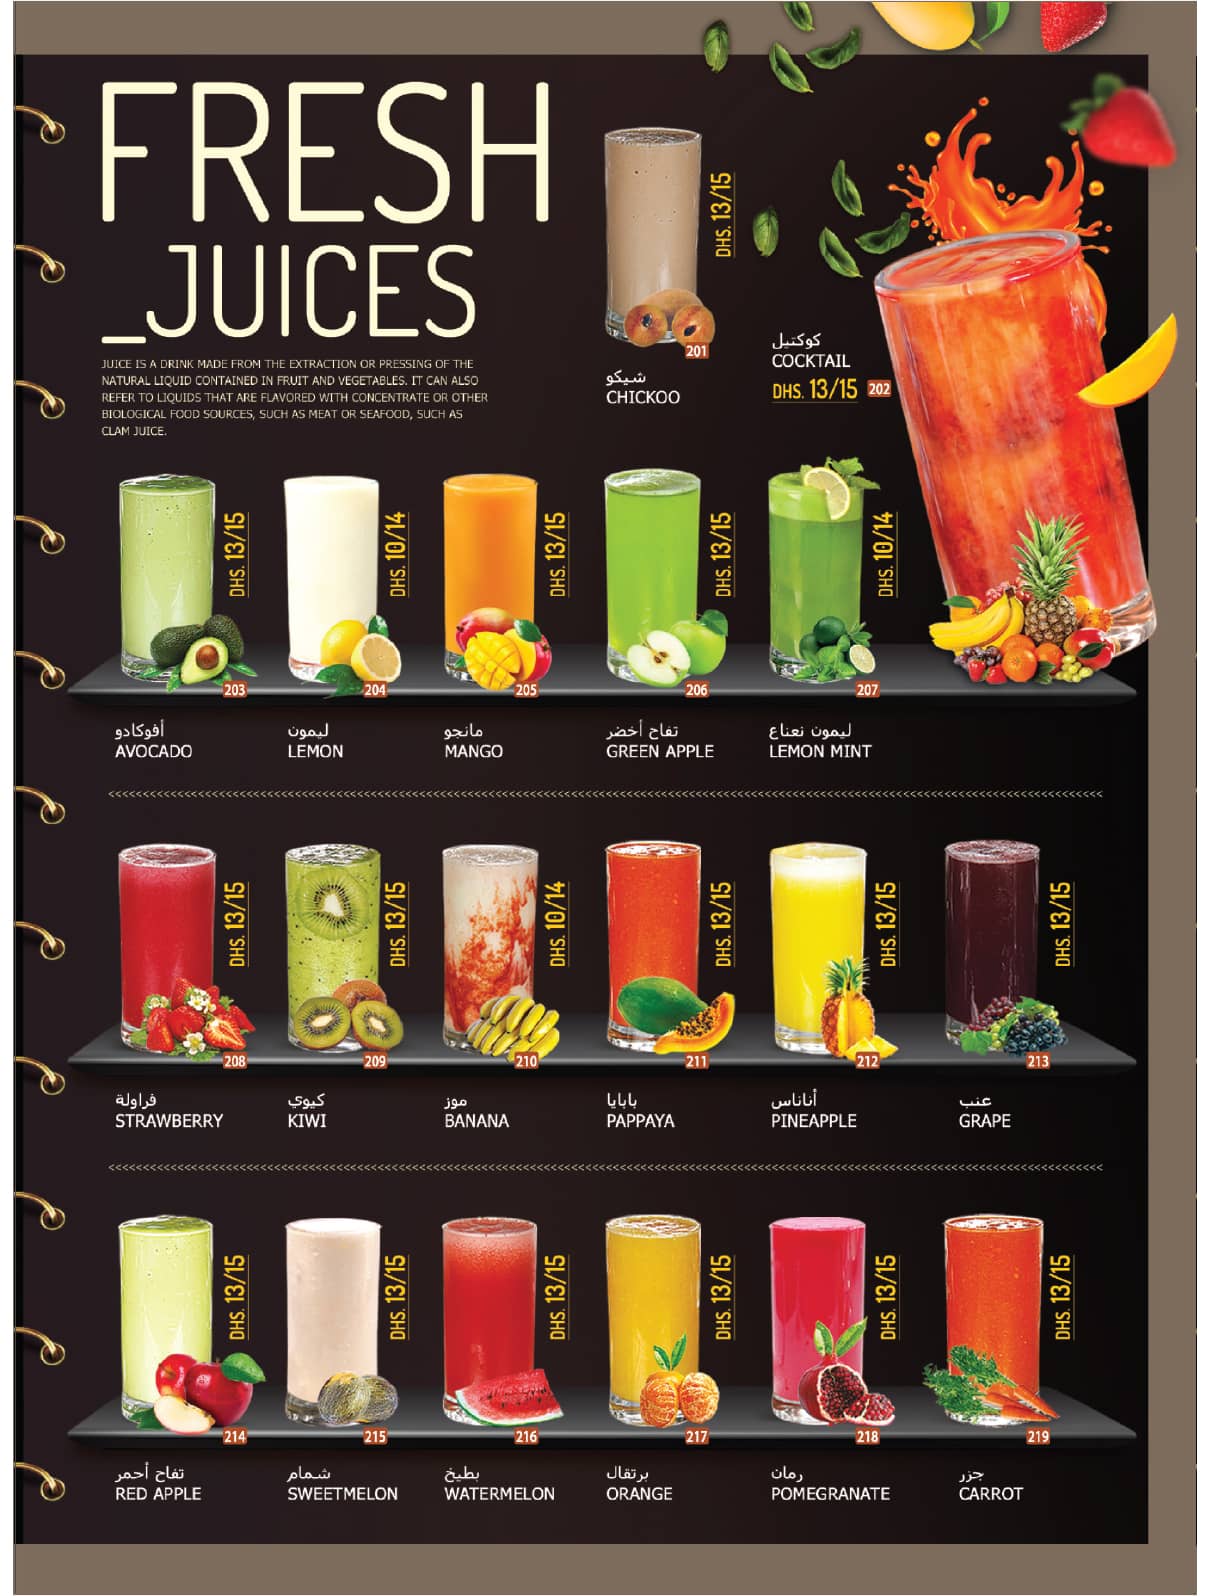 FRESH
_JUICES
JUICE IS A DRINK MADE FROM THE EXTRACTION OR PRESSING OF THE
NATURAL LIQUID CONTAINED IN FRUIT AND VEGETABLES. IT CAN ALSO
REFER TO LIQUIDS THAT ARE FLAVORED WITH CONCENTRATE OR OTHER
BIOLOGICAL FOOD SOURCES, SUCH AS MEAT OR SEAFOOD, SUCH AS
CLAM JUICE.
DHS. 13/15
201
شيكو
CHICKOO
كوكتيل
COCKTAIL
DHS. 13/15 202
DHS. 13/15
203
أفوكادو
AVOCADO
DHS. 10/14
204
ليمون
LEMON
DHS. 13/15
205
مانجو
MANGO
DHS. 13/15
206
تفاح أخضر
GREEN APPLE
DHS. 10/14
207
ليمون نعناع
LEMON MINT
<<<<<<<<<<<<<<<<<<<<<<<<<<<<<<<<<<<<<<<<<<<<<<<<<<<<<<<<<<<<
DHS. 13/15
208
فراولة
STRAWBERRY
DHS. 13/15
209
كيوي
KIWI
DHS. 10/14
210
موز
BANANA
DHS. 13/15
211
بابايا
PAPPAYA
DHS. 13/15
212
أناناس
PINEAPPLE
DHS. 13/15
213
عنب
GRAPE
<<<<<<<<<<<<<<<<<<<<<<<<<<<<<<<<<<<<<<<<<<<<<<<<<<<<<<<<<<<<
DHS. 13/15
214
تفاح أحمر
RED APPLE
DHS. 13/15
215
شمام
SWEETMELON
DHS. 13/15
216
بطيخ
WATERMELON
DHS. 13/15
217
برتقال
ORANGE
DHS. 13/15
218
رمان
POMEGRANATE
DHS. 13/15
219
جزر
CARROT